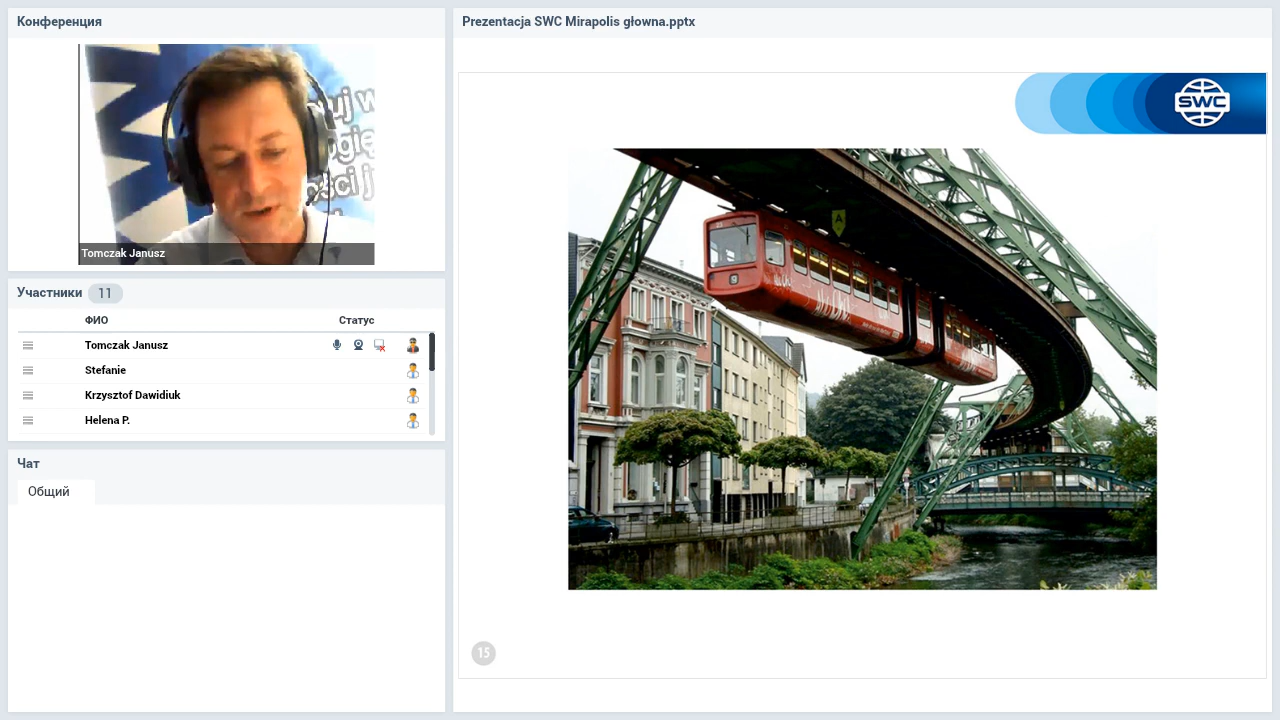 Конференция
Tomczak Janusz
Участники 11
ФИО Статус
Tomczak Janusz
Stefanie
Krzysztof Dawidiuk
Helena P.
Чат
Общий
Prezentacja SWC Mirapolis głowna.pptx
SWC
A
15